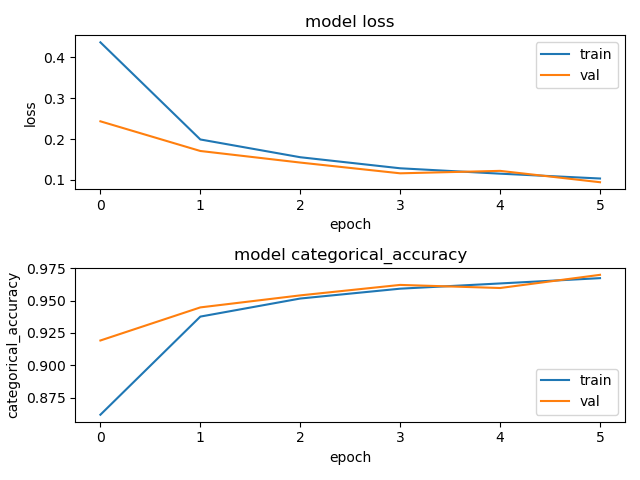 model loss
0.4
0.3
0.2
0.1
loss
train
val
0 1 2 3 4 5
epoch
model categorical_accuracy
0.975
0.950
0.925
0.900
0.875
categorical_accuracy
train
val
0 1 2 3 4 5
epoch